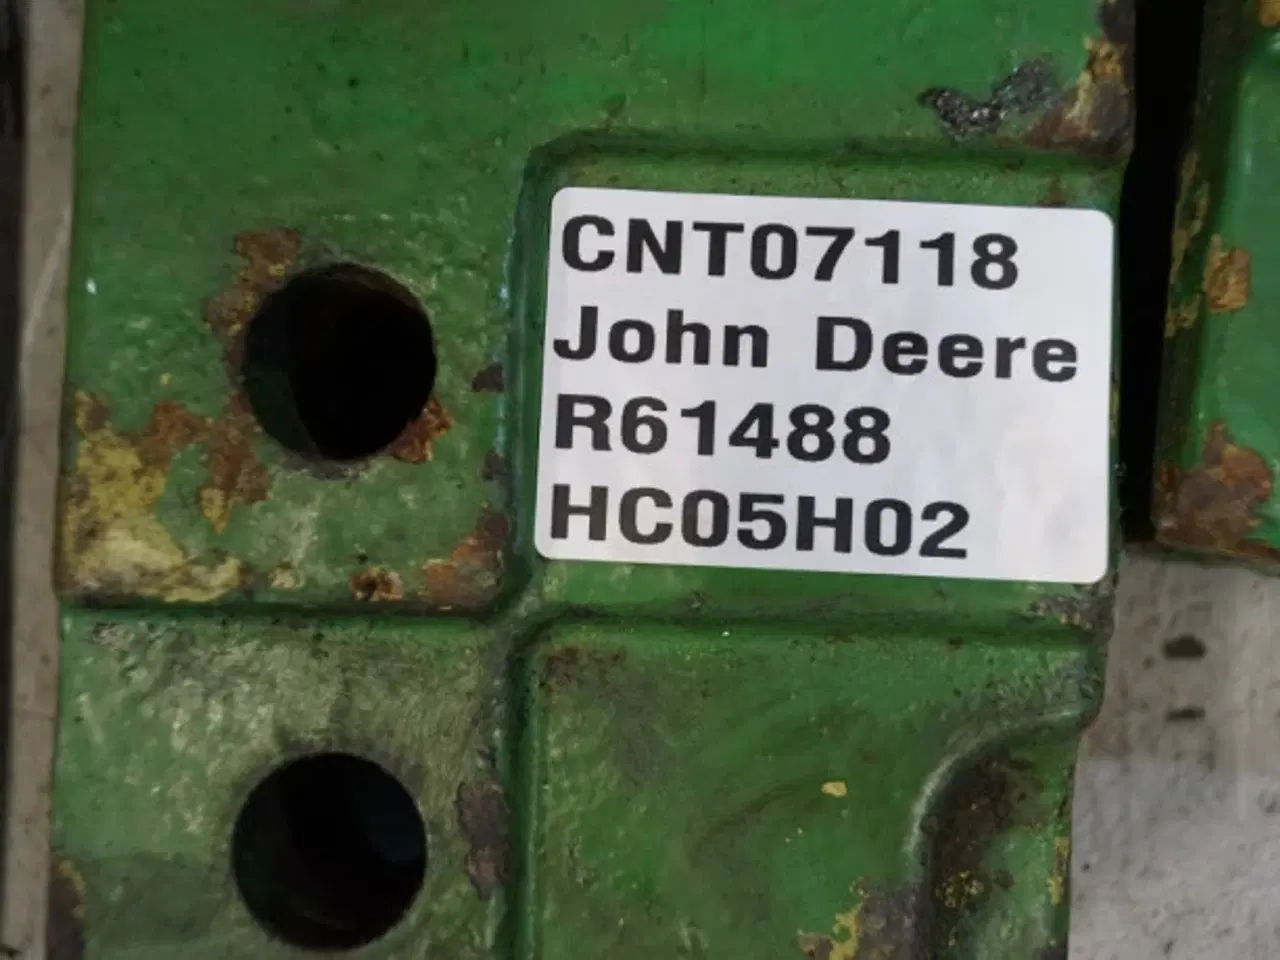 CNT07118
John Deere
R61488
HC05H02